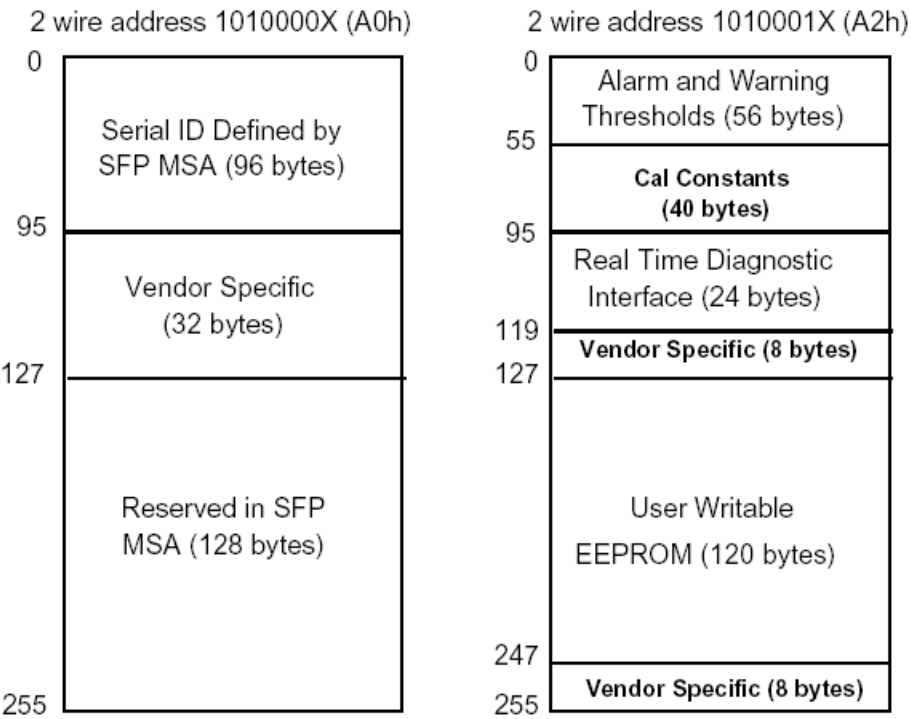 2 wire address 1010000X (A0h)
0
Serial ID Defined by
SFP MSA (96 bytes)
95
Vendor Specific
(32 bytes)
127
Reserved in SFP
MSA (128 bytes)
255
2 wire address 1010001X (A2h)
0
Alarm and Warning
Thresholds (56 bytes)
55
Cal Constants
(40 bytes)
95
Real Time Diagnostic
Interface (24 bytes)
119
Vendor Specific (8 bytes)
127
User Writable
EEPROM (120 bytes)
247
Vendor Specific (8 bytes)
255